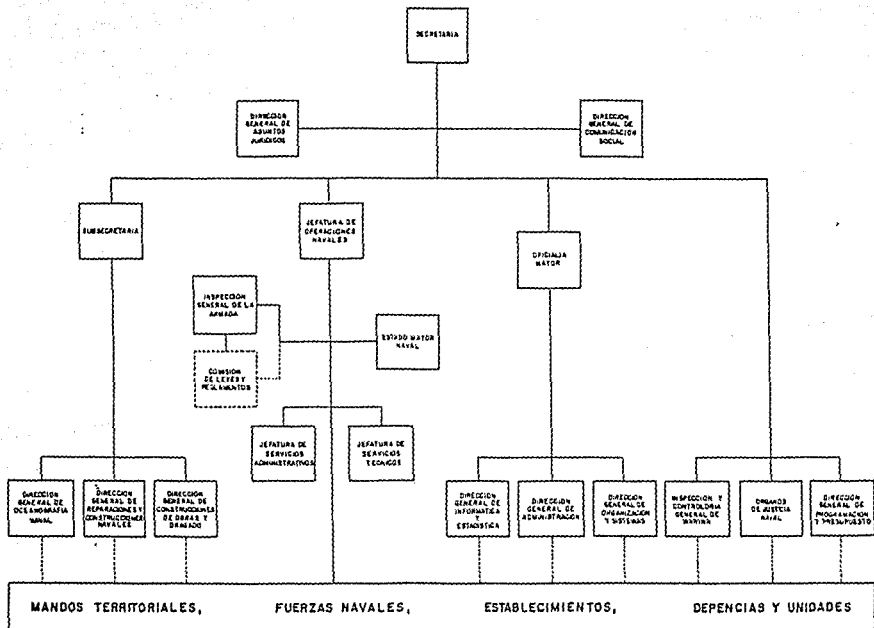 SECRETARIA
DIRECCION
GENERAL DE
ASUNTOS
JURIDICOS
DIRECCION
GENERAL DE
COMUNICACION
SOCIAL
SUBSECRETARIA
JEFATURA DE
OPERACIONES
NAVALES
OFICIALIA
MAYOR
INSPECCION
GENERAL DE LA
ARMADA
ESTADO MAYOR
NAVAL
COMISION
DE LEYES Y
REGLAMENTOS
JEFATURA DE
SERVICIOS
ADMINISTRATIVOS
JEFATURA DE
SERVICIOS
TECNICOS
DIRECCION
GENERAL DE
OCEANOGRAFIA
NAVAL
DIRECCION
GENERAL DE
REPARACIONES Y
CONSTRUCCIONES
NAVALES
DIRECCION
GENERAL DE
CONSTRUCCIONES
DE OBRAS Y
DRAGADO
DIRECCION
GENERAL DE
INFORMATICA
Y
ESTADISTICA
DIRECCION
GENERAL DE
ADMINISTRACION
DIRECCION
GENERAL DE
ORGANIZACION
Y SISTEMAS
INSPECCION Y
CONTROLORIA
GENERAL DE
MARINA
ORGANOS
DE JUSTICIA
NAVAL
DIRECCION
GENERAL DE
PROGRAMACION
Y PRESUPUESTO
MANDOS TERRITORIALES, FUERZAS NAVALES, ESTABLECIMIENTOS, DEPENCIAS Y UNIDADES